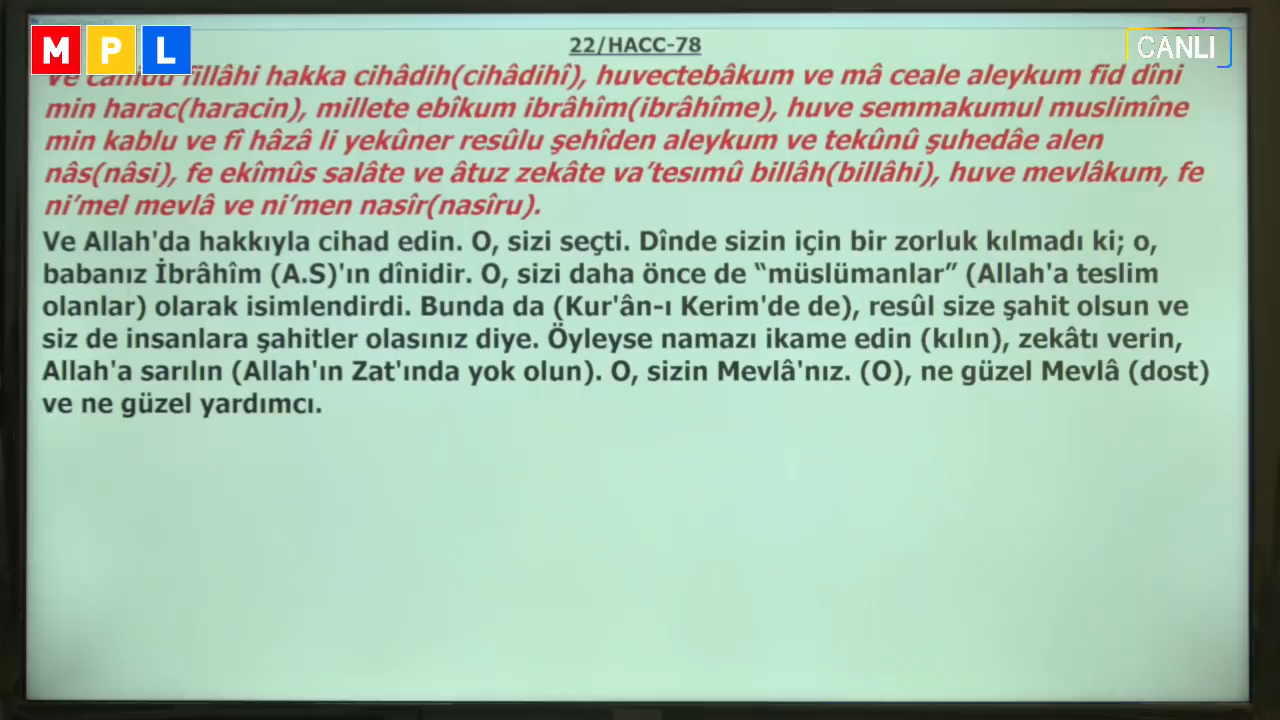 MPL
CANLI
22/HACC-78
fillâhi hakka cihâdih(cihâdihî), huvectebâkum ve mâ ceale aleykum fîd dîni
min harac(haracin), millete ebîkum ibrâhîm(ibrâhîme), huve semmakumul muslimîne
min kablu ve fî hâzâ li yekûner resûlu şehîden aleykum ve tekûnû şuhedâe alen
nâs(nâsi), fe ekîmûs salâte ve âtuz zekâte va’tesımû billâh(billâhi), huve mevlâkum, fe
ni’mel mevlâ ve ni’men nasîr(nasîru).
Ve Allah'da hakkıyla cihad edin. O, sizi seçti. Dînde sizin için bir zorluk kılmadı ki; o,
babanız İbrâhîm (A.S)'ın dînidir. O, sizi daha önce de “müslümanlar” (Allah'a teslim
olanlar) olarak isimlendirdi. Bunda da (Kur'ân-ı Kerim'de de), resûl size şahit olsun ve
siz de insanlara şahitler olasınız diye. Öyleyse namazı ikame edin (kılın), zekâtı verin,
Allah'a sarılın (Allah'ın Zat'ında yok olun). O, sizin Mevlâ'nız. (O), ne güzel Mevlâ (dost)
ve ne güzel yardımcı.